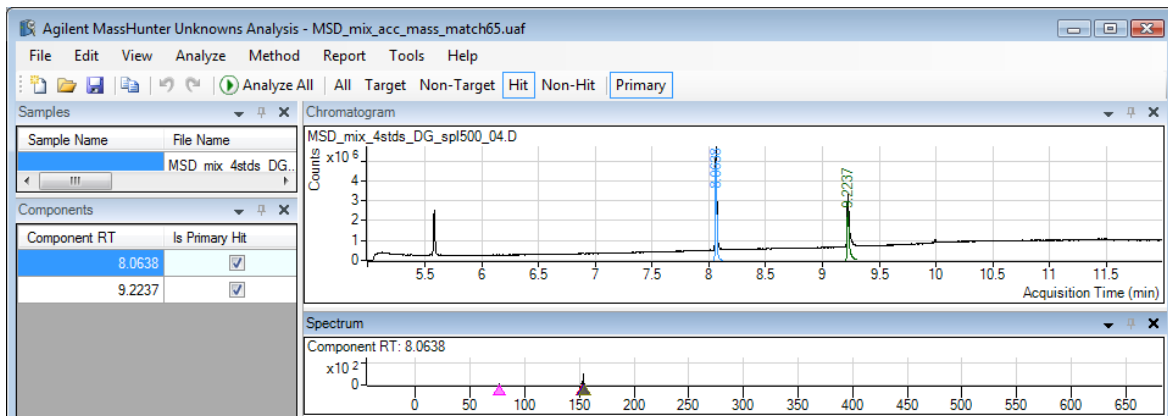 Agilent MassHunter Unknowns Analysis - MSD_mix_acc_mass_match65.uaf
File Edit View Analyze Method Report Tools Help
Analyze All All Target Non-Target Hit Non-Hit Primary
Samples
Sample Name File Name
MSD_mix_4stds_DG..
Components
Component RT Is Primary Hit
8.0638
9.2237
Chromatogram
MSD_mix_4stds_DG_spl500_04.D
Counts
x10 6
4
3
2
1
0
8.0638
9.2237
5.5 6 6.5 7 7.5 8 8.5 9 9.5 10 10.5 11 11.5
Acquisition Time (min)
Spectrum
Component RT: 8.0638
x10 2
0
0 50 100 150 200 250 300 350 400 450 500 550 600 650